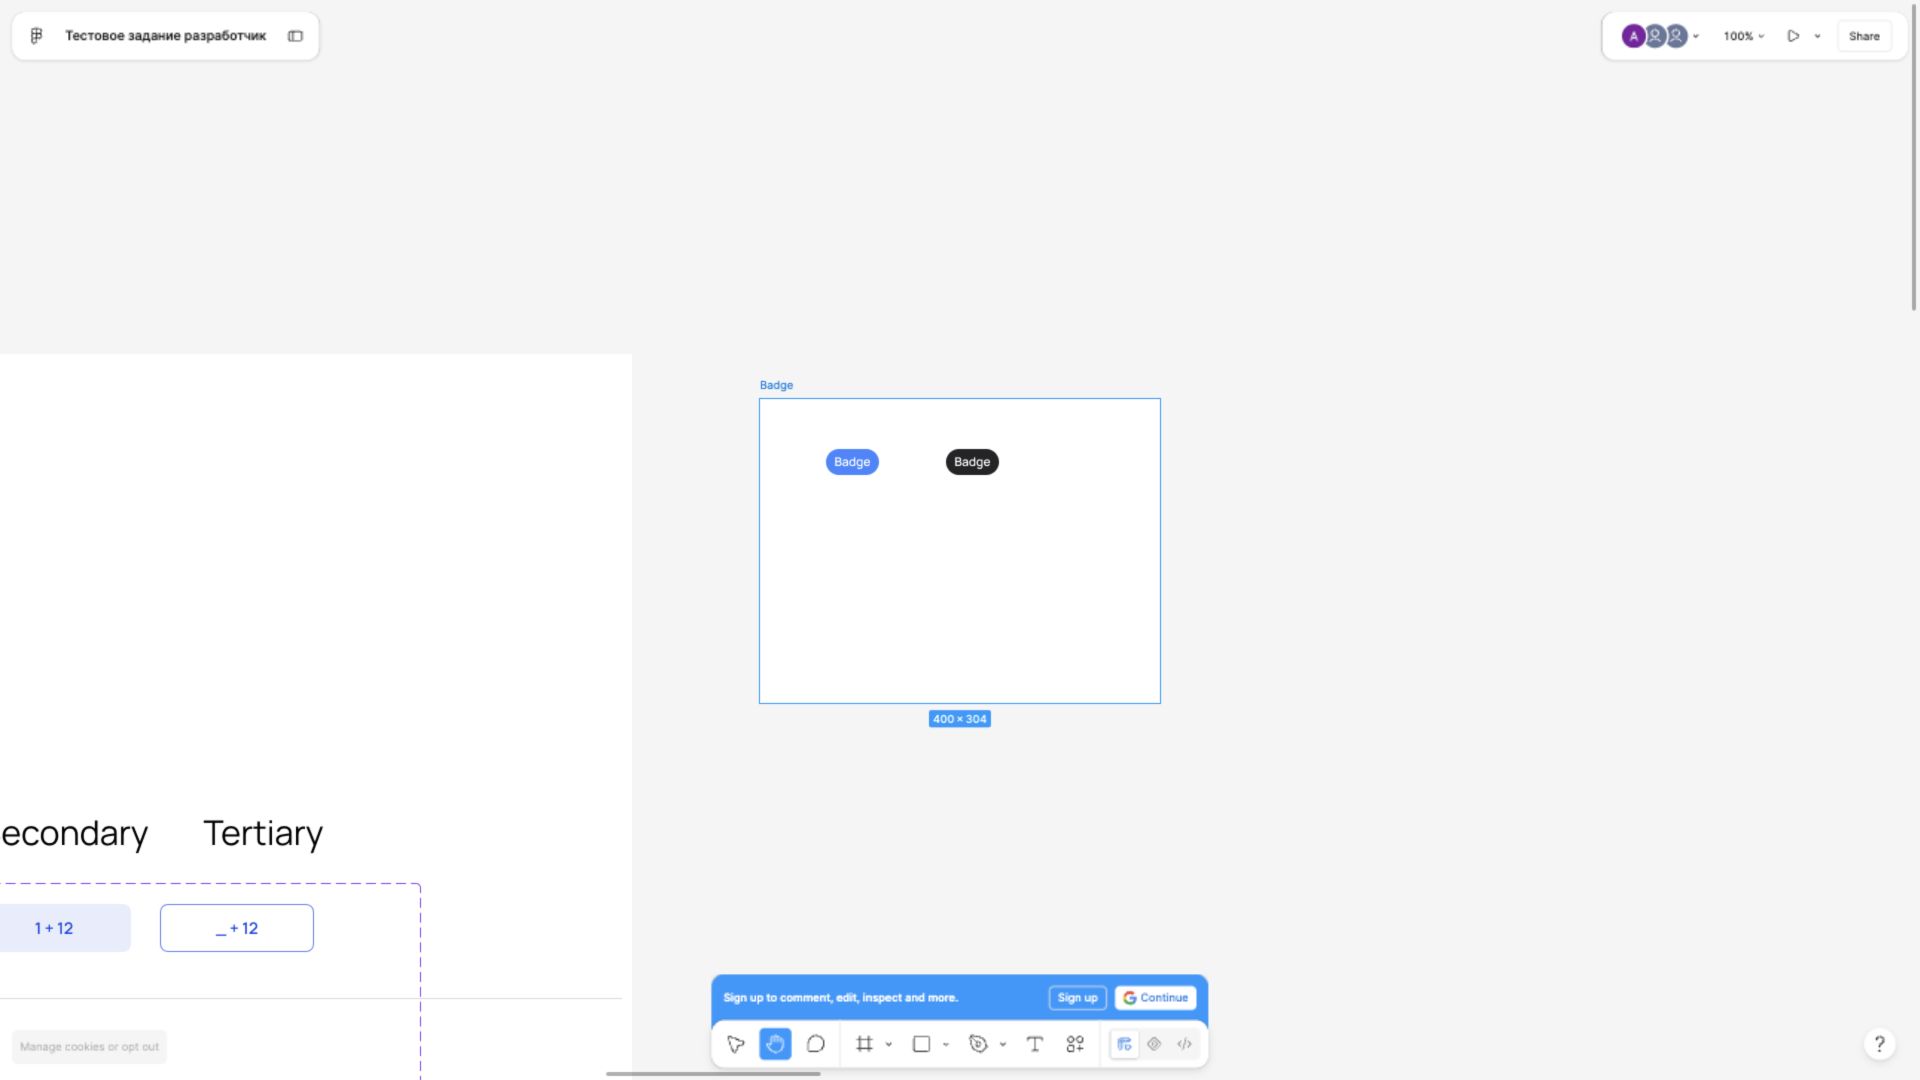 Тестовое задание разработчик
A
100%
Share
Badge
Badge
Badge
400 × 304
econdary
Tertiary
1 + 12
_ + 12
Sign up to comment, edit, inspect and more.
Sign up
Continue
Manage cookies or opt out
?